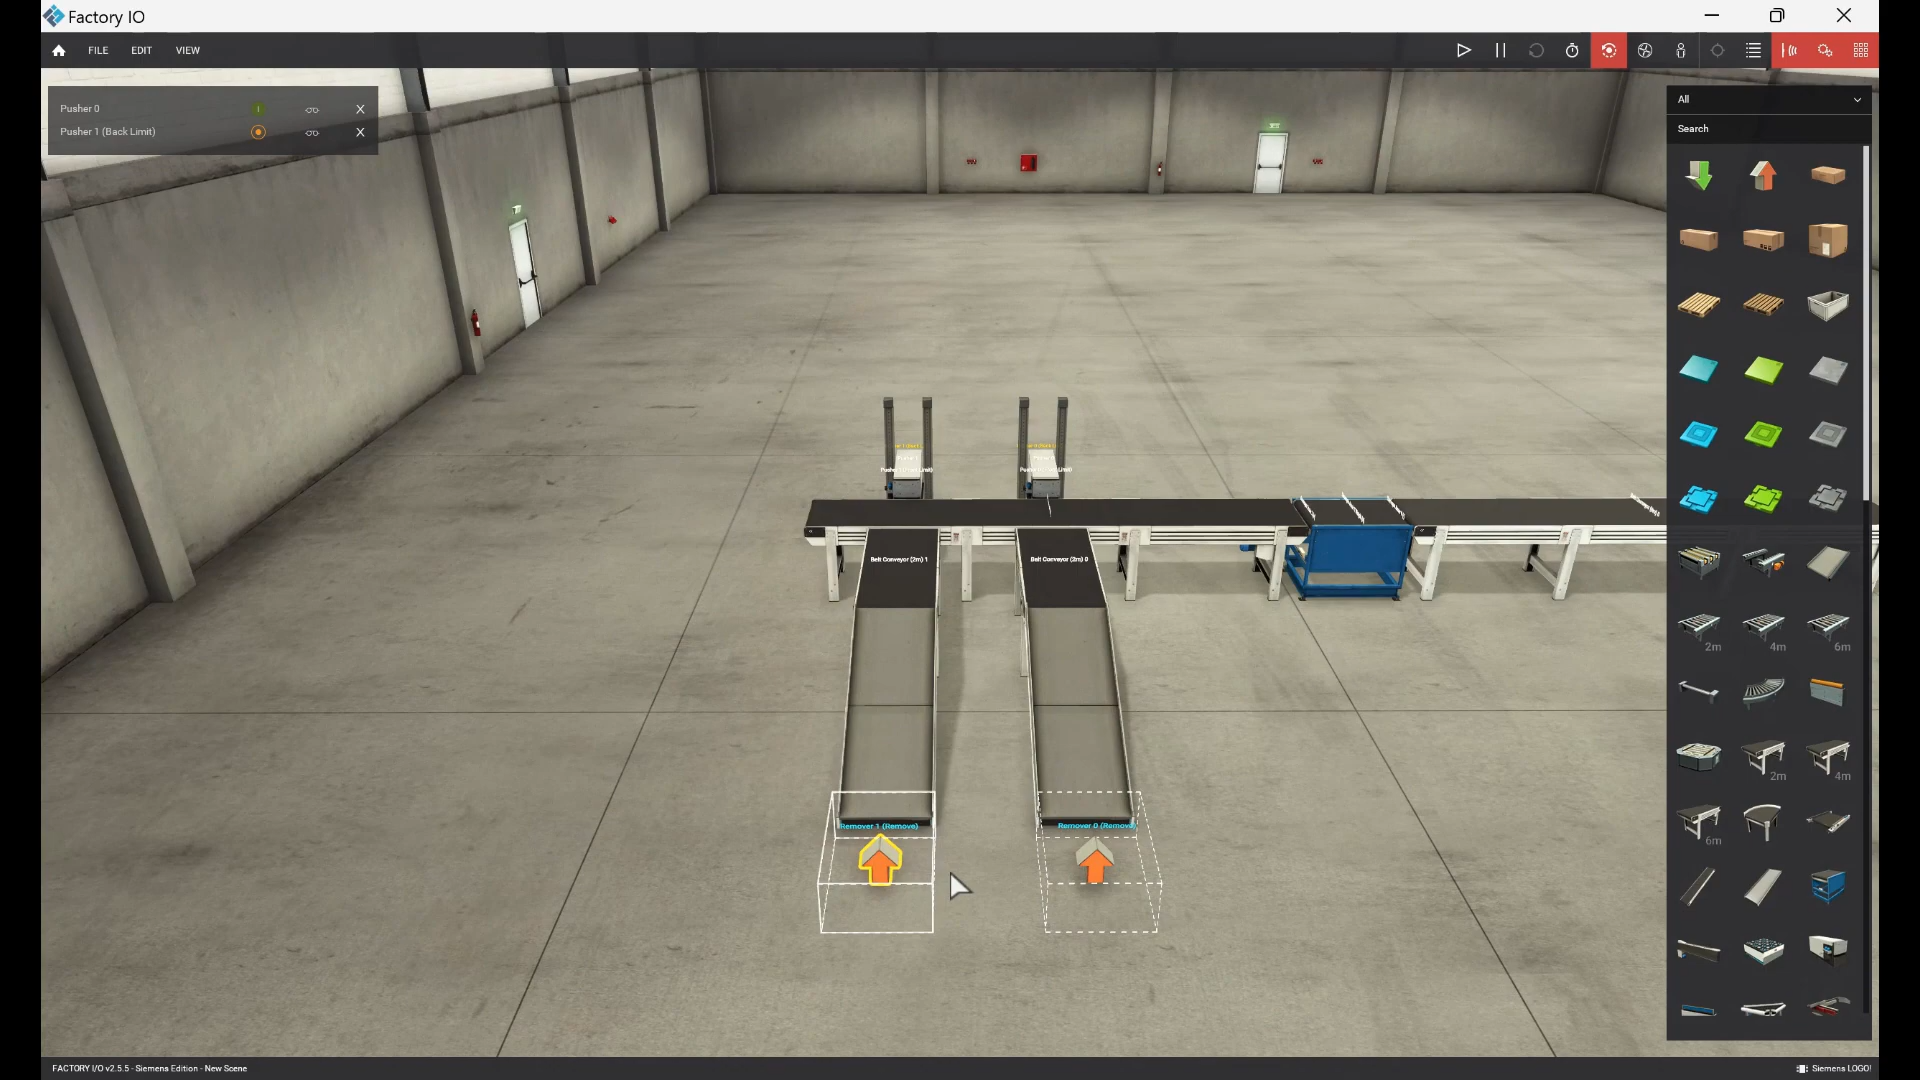 Factory IO
FILE EDIT VIEW
Pusher 0
Pusher 1 (Back Limit)
All
Search
Belt Conveyor (2m) 1
Belt Conveyor (2m) 0
2m
4m
6m
2m
4m
6m
Remover 1 (Remove)
Remover 0 (Remove)
FACTORY I/O v2.5.5 - Siemens Edition - New Scene
Siemens LOGO!